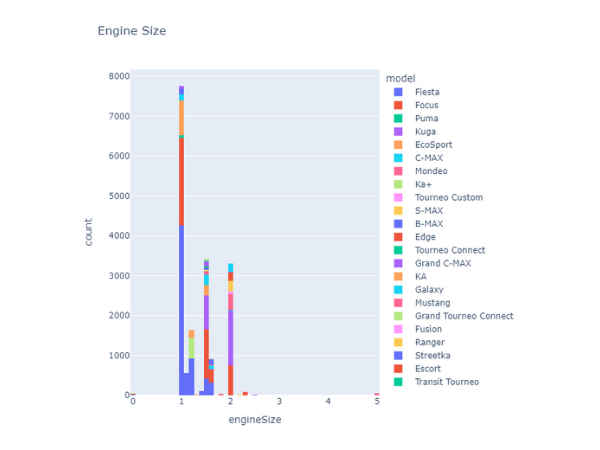 Engine Size
model
8000
7000
6000
5000
4000
3000
2000
1000
0
count
0
1
2
3
4
5
engineSize
Fiesta
Focus
Puma
Kuga
EcoSport
C-MAX
Mondeo
Ka+
Tourneo Custom
S-MAX
B-MAX
Edge
Tourneo Connect
Grand C-MAX
KA
Galaxy
Mustang
Grand Tourneo Connect
Fusion
Ranger
Streetka
Escort
Transit Tourneo